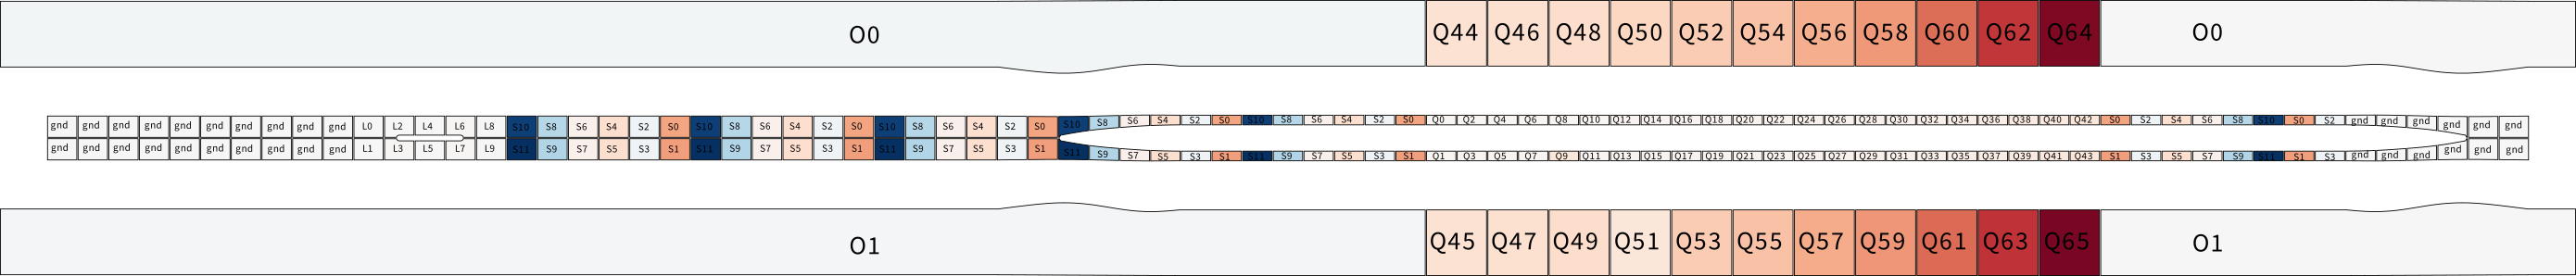 O0 Q44 Q46 Q48 Q50 Q52 Q54 Q56 Q58 Q60 Q62 Q64 O0
gnd gnd gnd gnd gnd gnd gnd gnd gnd gnd L0 L2 L4 L6 L8 S10 S8 S6 S4 S2 S0 S10 S8 S6 S4 S2 S0 S10 S8 S6 S4 S2 S0 S10 S8 S6 S4 S2 S0 S10 S8 S6 S4 S2 S0 Q0 Q2 Q4 Q6 Q8 Q10 Q12 Q14 Q16 Q18 Q20 Q22 Q24 Q26 Q28 Q30 Q32 Q34 Q36 Q38 Q40 Q42 S0 S2 S4 S6 S8 S10 S0 S2 gnd gnd gnd gnd gnd gnd
gnd gnd gnd gnd gnd gnd gnd gnd gnd gnd L1 L3 L5 L7 L9 S11 S9 S7 S5 S3 S1 S11 S9 S7 S5 S3 S1 S11 S9 S7 S5 S3 S1 S11 S9 S7 S5 S3 S1 S11 S9 S7 S5 S3 S1 Q1 Q3 Q5 Q7 Q9 Q11 Q13 Q15 Q17 Q19 Q21 Q23 Q25 Q27 Q29 Q31 Q33 Q35 Q37 Q39 Q41 Q43 S1 S3 S5 S7 S9 S11 S1 S3 gnd gnd gnd gnd gnd gnd
O1 Q45 Q47 Q49 Q51 Q53 Q55 Q57 Q59 Q61 Q63 Q65 O1